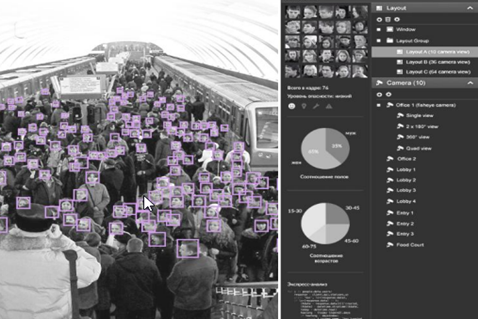 Всего в кадре: 76
Уровень опасности: низкий
муж
жен
Соотношение полов
15-30
30-45
45-60
60-75
Соотношение
возрастов
Экспресс-анализ
Layout
Window
Layout Group
Layout A (10 camera view)
Layout B (36 camera view)
Layout C (64 camera view)
Camera (10)
Office 1 (fisheye camera)
Single view
2 x 180° view
360° view
Quad view
Office 2
Lobby 1
Lobby 2
Lobby 3
Lobby 4
Entry 1
Entry 2
Entry 3
Food Court